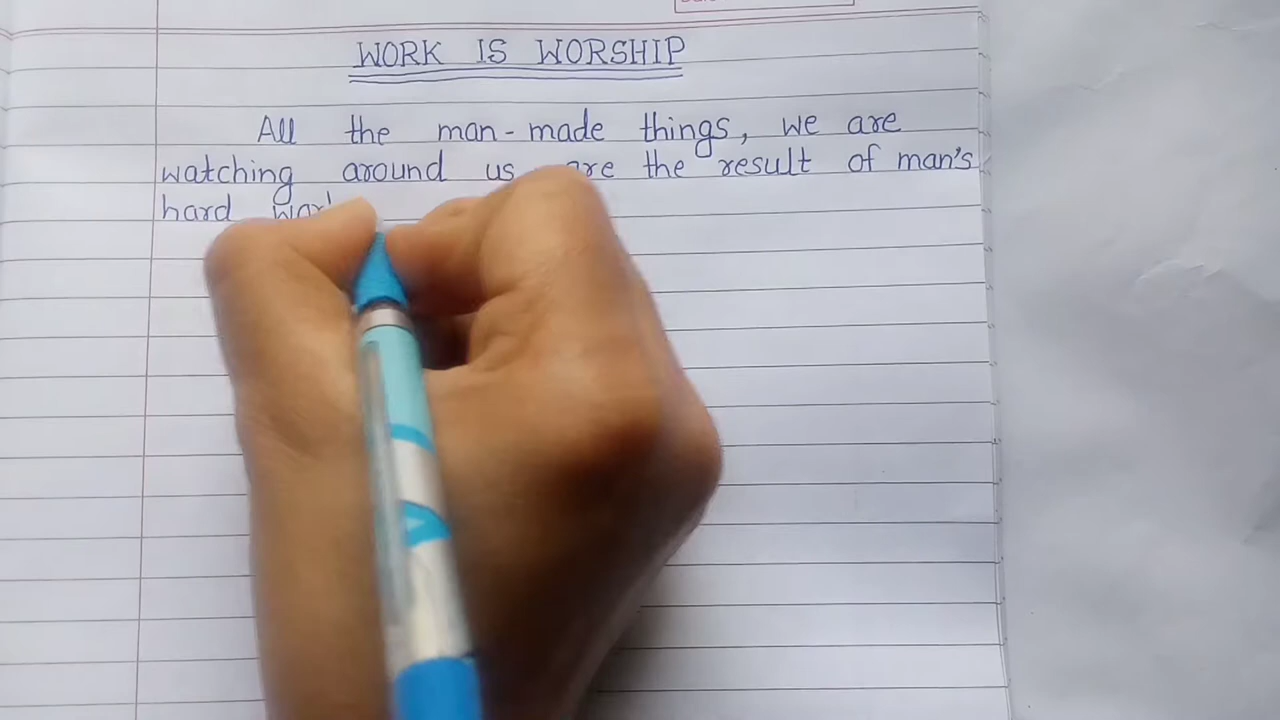 WORK IS WORSHIP
All the man-made things, we are
watching around us are the result of man's
hard